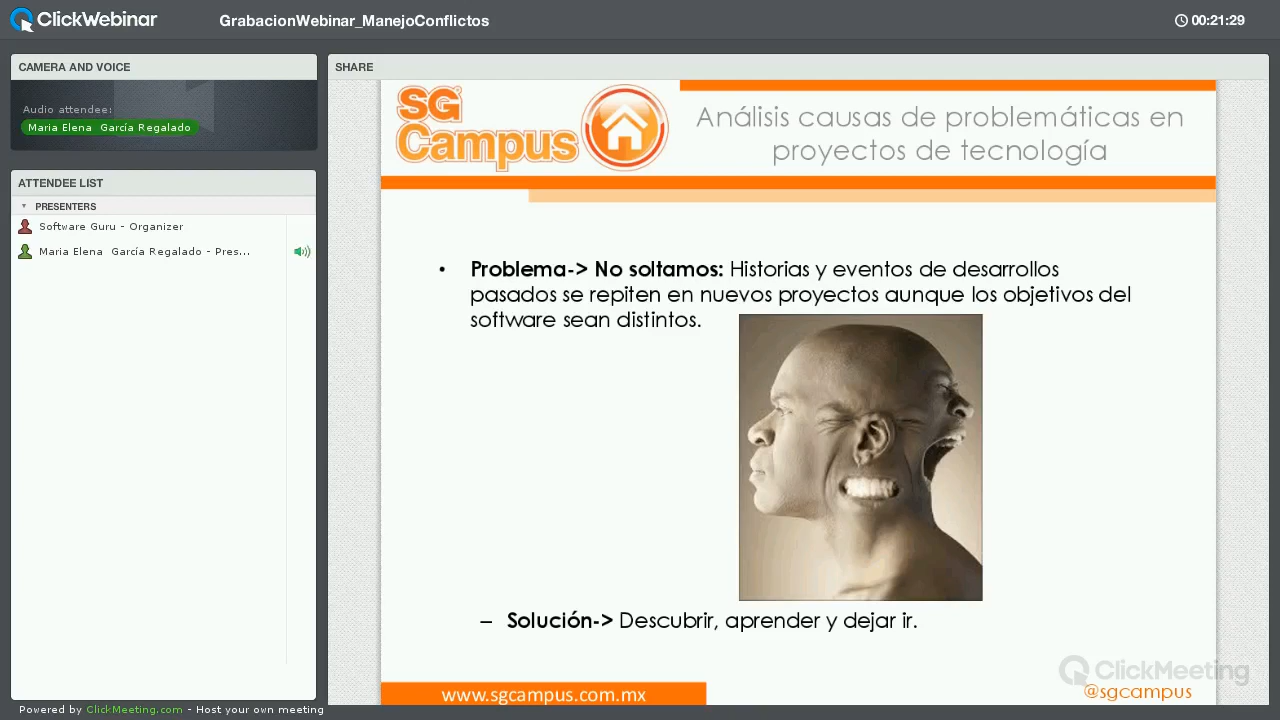 ClickWebinar
GrabacionWebinar_ManejoConflictos
00:21:29
CAMERA AND VOICE
Audio attendee:
Maria Elena García Regalado
ATTENDEE LIST
PRESENTERS
Software Guru - Organizer
Maria Elena García Regalado - Pres...
SHARE
SG
Campus
Análisis causas de problemáticas en
proyectos de tecnología
• Problema-> No soltamos: Historias y eventos de desarrollos
pasados se repiten en nuevos proyectos aunque los objetivos del
software sean distintos.
– Solución-> Descubrir, aprender y dejar ir.
www.sgcampus.com.mx
ClickMeeting
@sgcampus
Powered by ClickMeeting.com - Host your own meeting